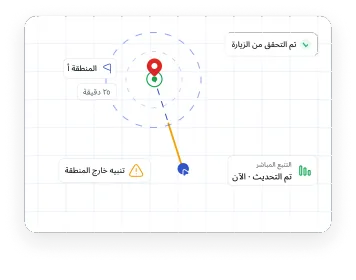 تم التحقق من الزيارة
المنطقة أ
٢٥ دقيقة
تنبيه خارج المنطقة
التتبع المباشر
تم التحديث · الآن